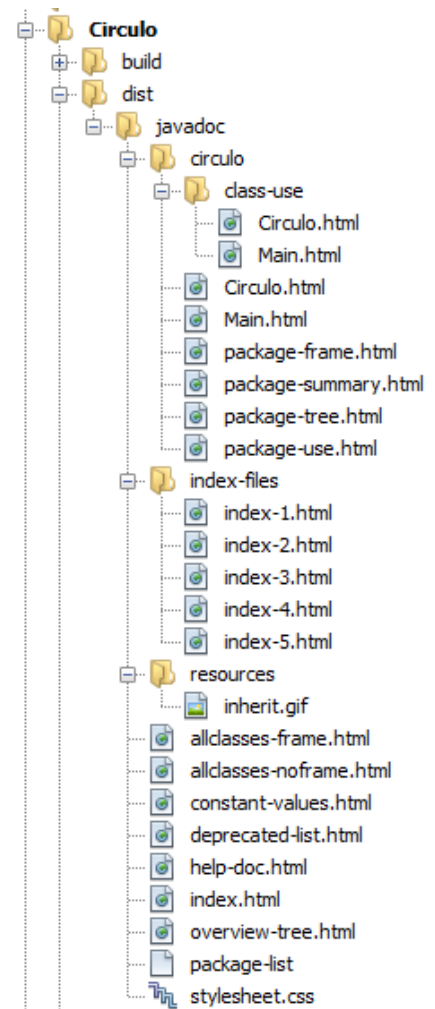 Circulo
build
dist
javadoc
circulo
class-use
Circulo.html
Main.html
Circulo.html
Main.html
package-frame.html
package-summary.html
package-tree.html
package-use.html
index-files
index-1.html
index-2.html
index-3.html
index-4.html
index-5.html
resources
inherit.gif
allclasses-frame.html
allclasses-noframe.html
constant-values.html
deprecated-list.html
help-doc.html
index.html
overview-tree.html
package-list
stylesheet.css